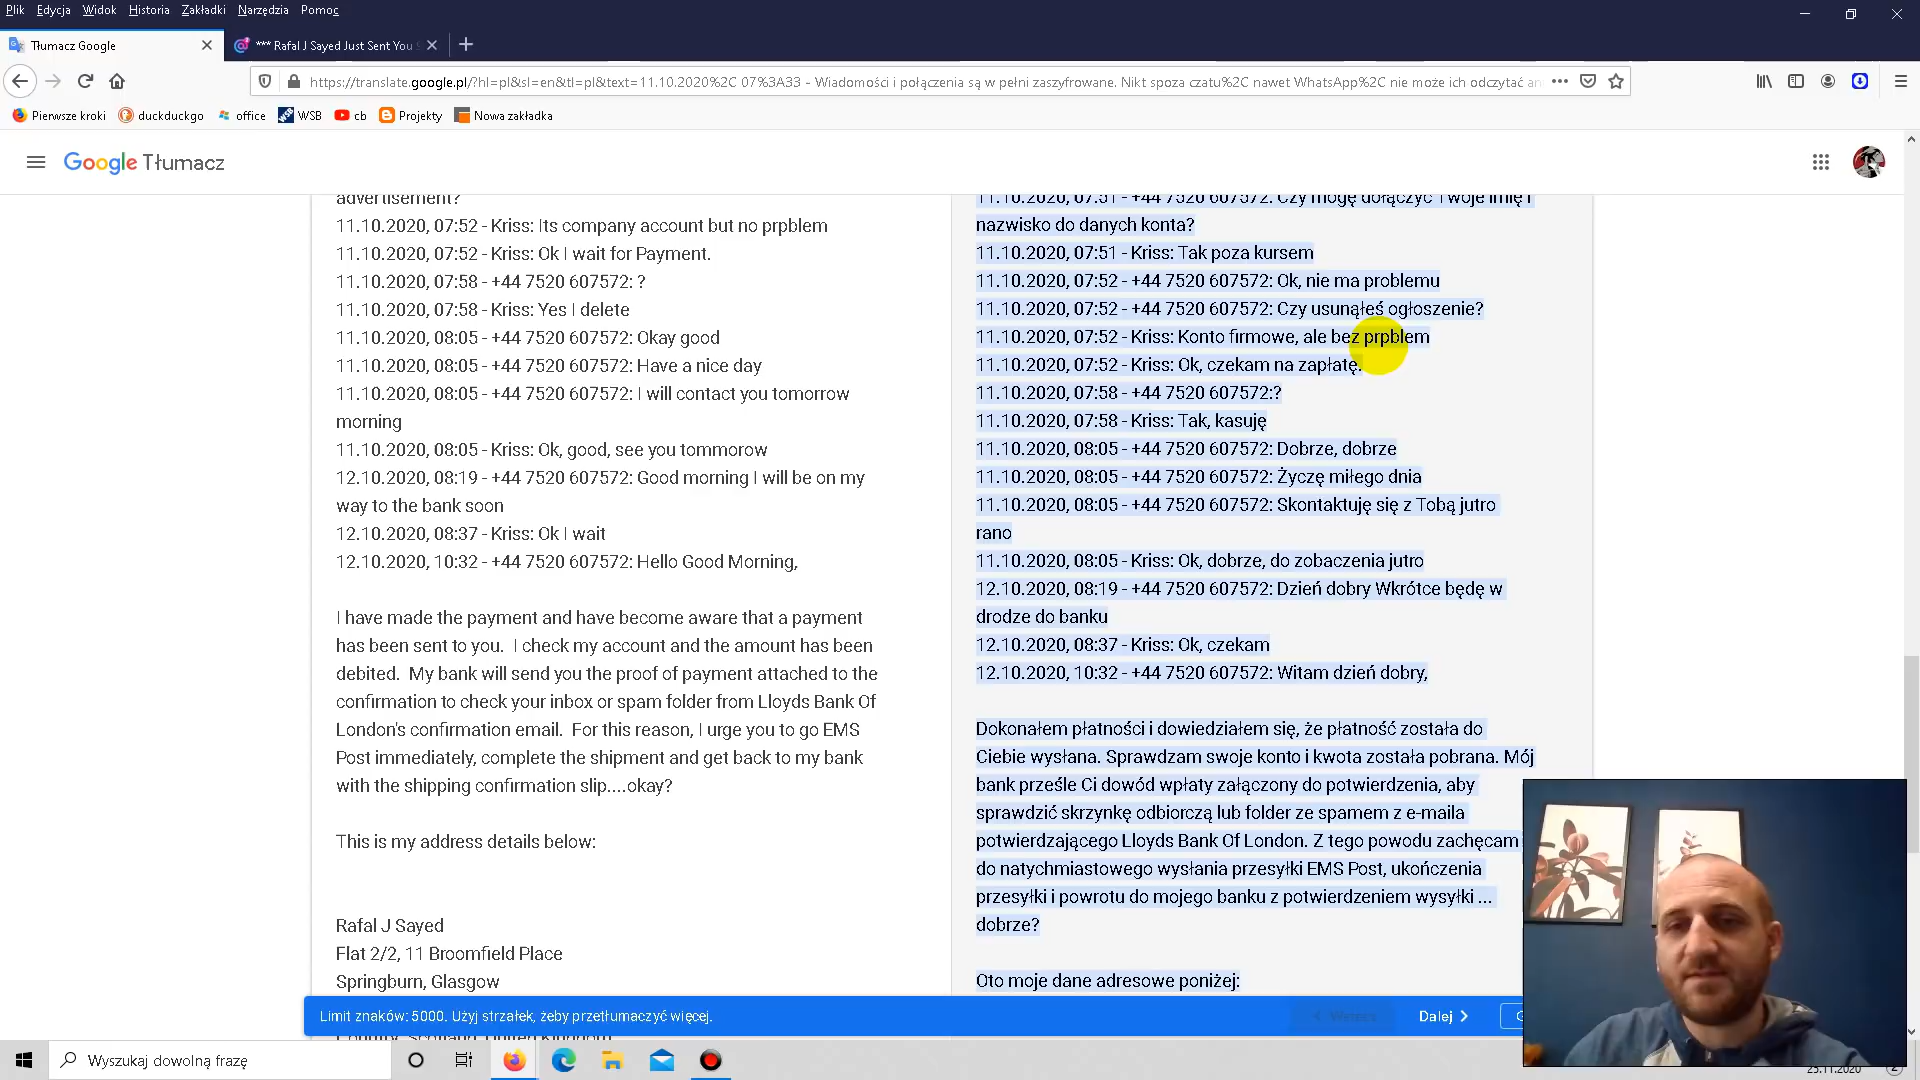 Plik Edycja Widok Historia Zakładki Narzędzia Pomoc
Tłumacz Google
*** Rafal J Sayed Just Sent You
https://translate.google.pl/?hl=pl&sl=en&tl=pl&text=11.10.2020%2C 07%3A33 - Wiadomości i połączenia są w pełni zaszyfrowane. Nikt spoza czatu%2C nawet WhatsApp%2C nie może ich odczytać
Pierwsze kroki duckduckgo office WSB cb Projekty Nowa zakładka
Google Tłumacz
advertisement?
11.10.2020, 07:52 - Kriss: Its company account but no prpblem
11.10.2020, 07:52 - Kriss: Ok I wait for Payment.
11.10.2020, 07:58 - +44 7520 607572: ?
11.10.2020, 07:58 - Kriss: Yes I delete
11.10.2020, 08:05 - +44 7520 607572: Okay good
11.10.2020, 08:05 - +44 7520 607572: Have a nice day
11.10.2020, 08:05 - +44 7520 607572: I will contact you tomorrow
morning
11.10.2020, 08:05 - Kriss: Ok, good, see you tommorow
12.10.2020, 08:19 - +44 7520 607572: Good morning I will be on my
way to the bank soon
12.10.2020, 08:37 - Kriss: Ok I wait
12.10.2020, 10:32 - +44 7520 607572: Hello Good Morning,
I have made the payment and have become aware that a payment
has been sent to you.  I check my account and the amount has been
debited.  My bank will send you the proof of payment attached to the
confirmation to check your inbox or spam folder from Lloyds Bank Of
London's confirmation email.  For this reason, I urge you to go EMS
Post immediately, complete the shipment and get back to my bank
with the shipping confirmation slip....okay?
This is my address details below:
Rafal J Sayed
Flat 2/2, 11 Broomfield Place
Springburn, Glasgow
Country, Scotland, United Kingdom
11.10.2020, 07:51 - +44 7520 607572: Czy mogę dołączyć Twoje imię i
nazwisko do danych konta?
11.10.2020, 07:51 - Kriss: Tak poza kursem
11.10.2020, 07:52 - +44 7520 607572: Ok, nie ma problemu
11.10.2020, 07:52 - +44 7520 607572: Czy usunąłeś ogłoszenie?
11.10.2020, 07:52 - Kriss: Konto firmowe, ale bez prpblem
11.10.2020, 07:52 - Kriss: Ok, czekam na zapłatę.
11.10.2020, 07:58 - +44 7520 607572:?
11.10.2020, 07:58 - Kriss: Tak, kasuję
11.10.2020, 08:05 - +44 7520 607572: Dobrze, dobrze
11.10.2020, 08:05 - +44 7520 607572: Życzę miłego dnia
11.10.2020, 08:05 - +44 7520 607572: Skontaktuję się z Tobą jutro
rano
11.10.2020, 08:05 - Kriss: Ok, dobrze, do zobaczenia jutro
12.10.2020, 08:19 - +44 7520 607572: Dzień dobry Wkrótce będę w
drodze do banku
12.10.2020, 08:37 - Kriss: Ok, czekam
12.10.2020, 10:32 - +44 7520 607572: Witam dzień dobry,
Dokonałem płatności i dowiedziałem się, że płatność została do
Ciebie wysłana. Sprawdzam swoje konto i kwota została pobrana. Mój
bank prześle Ci dowód wpłaty załączony do potwierdzenia, aby
sprawdzić skrzynkę odbiorczą lub folder ze spamem z e-maila
potwierdzającego Lloyds Bank Of London. Z tego powodu zachęcam
do natychmiastowego wysłania przesyłki EMS Post, ukończenia
przesyłki i powrotu do mojego banku z potwierdzeniem wysyłki ...
dobrze?
Oto moje dane adresowe poniżej:
Limit znaków: 5000. Użyj strzałek, żeby przetłumaczyć więcej.
Wstecz Dalej
Wyszukaj dowolną frazę
23.11.2020